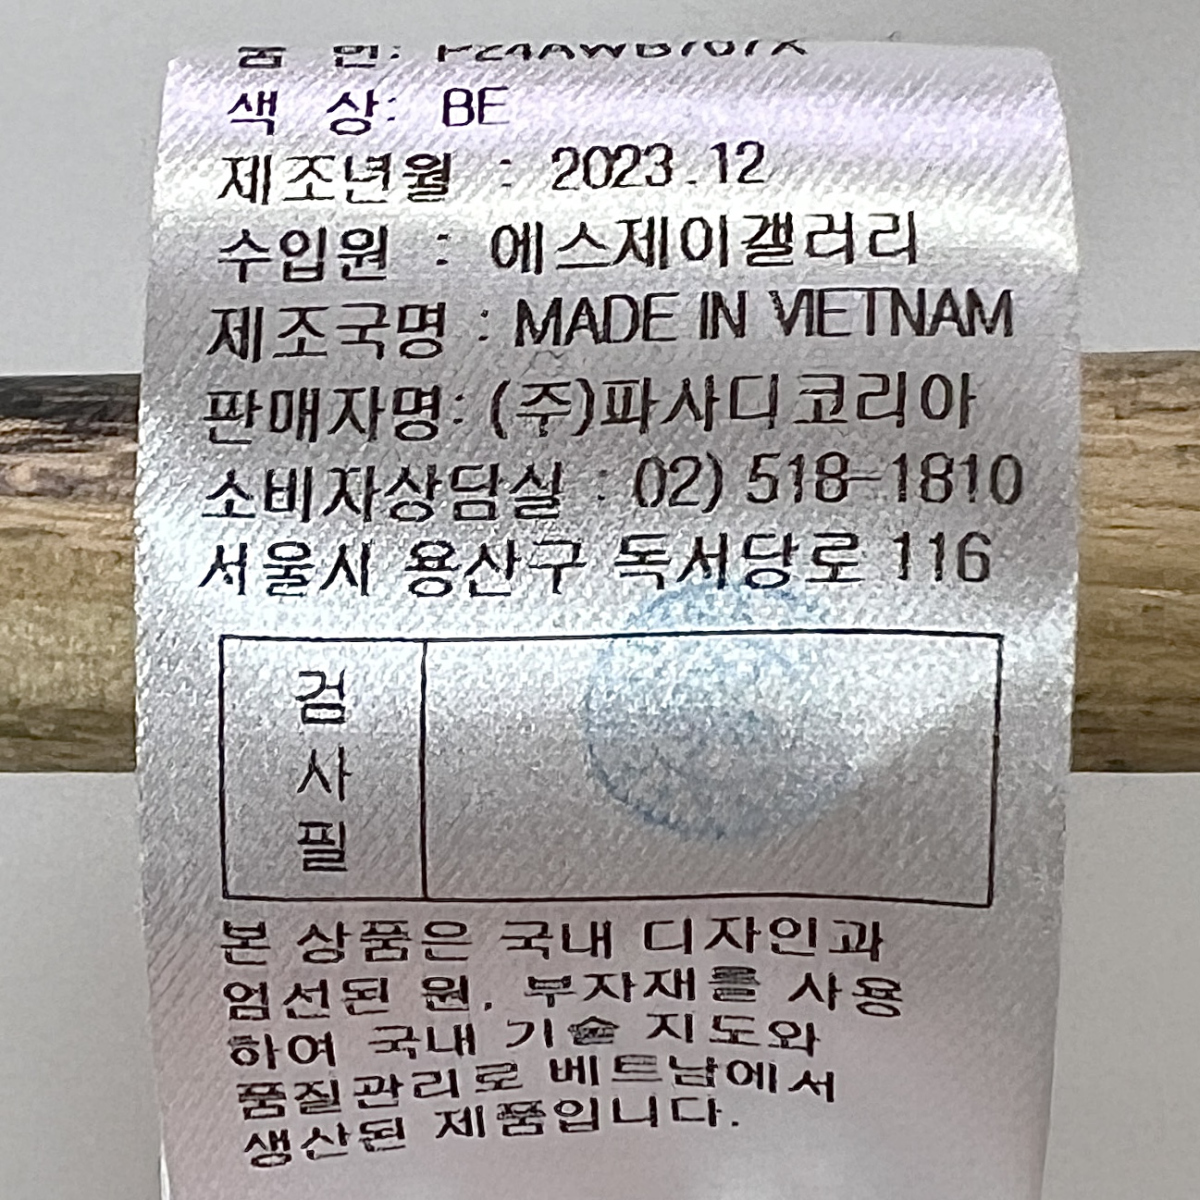 품 번:
색 상: BE
제조년월 : 2023.12
수입원 : 에스제이갤러리
제조국명 : MADE IN VIETNAM
판매자명: (주)파사디코리아
소비자상담실 : 02) 518-1810
서울시 용산구 독서당로 116
검
사
필
본 상품은 국내 디자인과
엄선된 원, 부자재를 사용
하여 국내 기술 지도와
품질관리로 베트남에서
생산된 제품입니다.